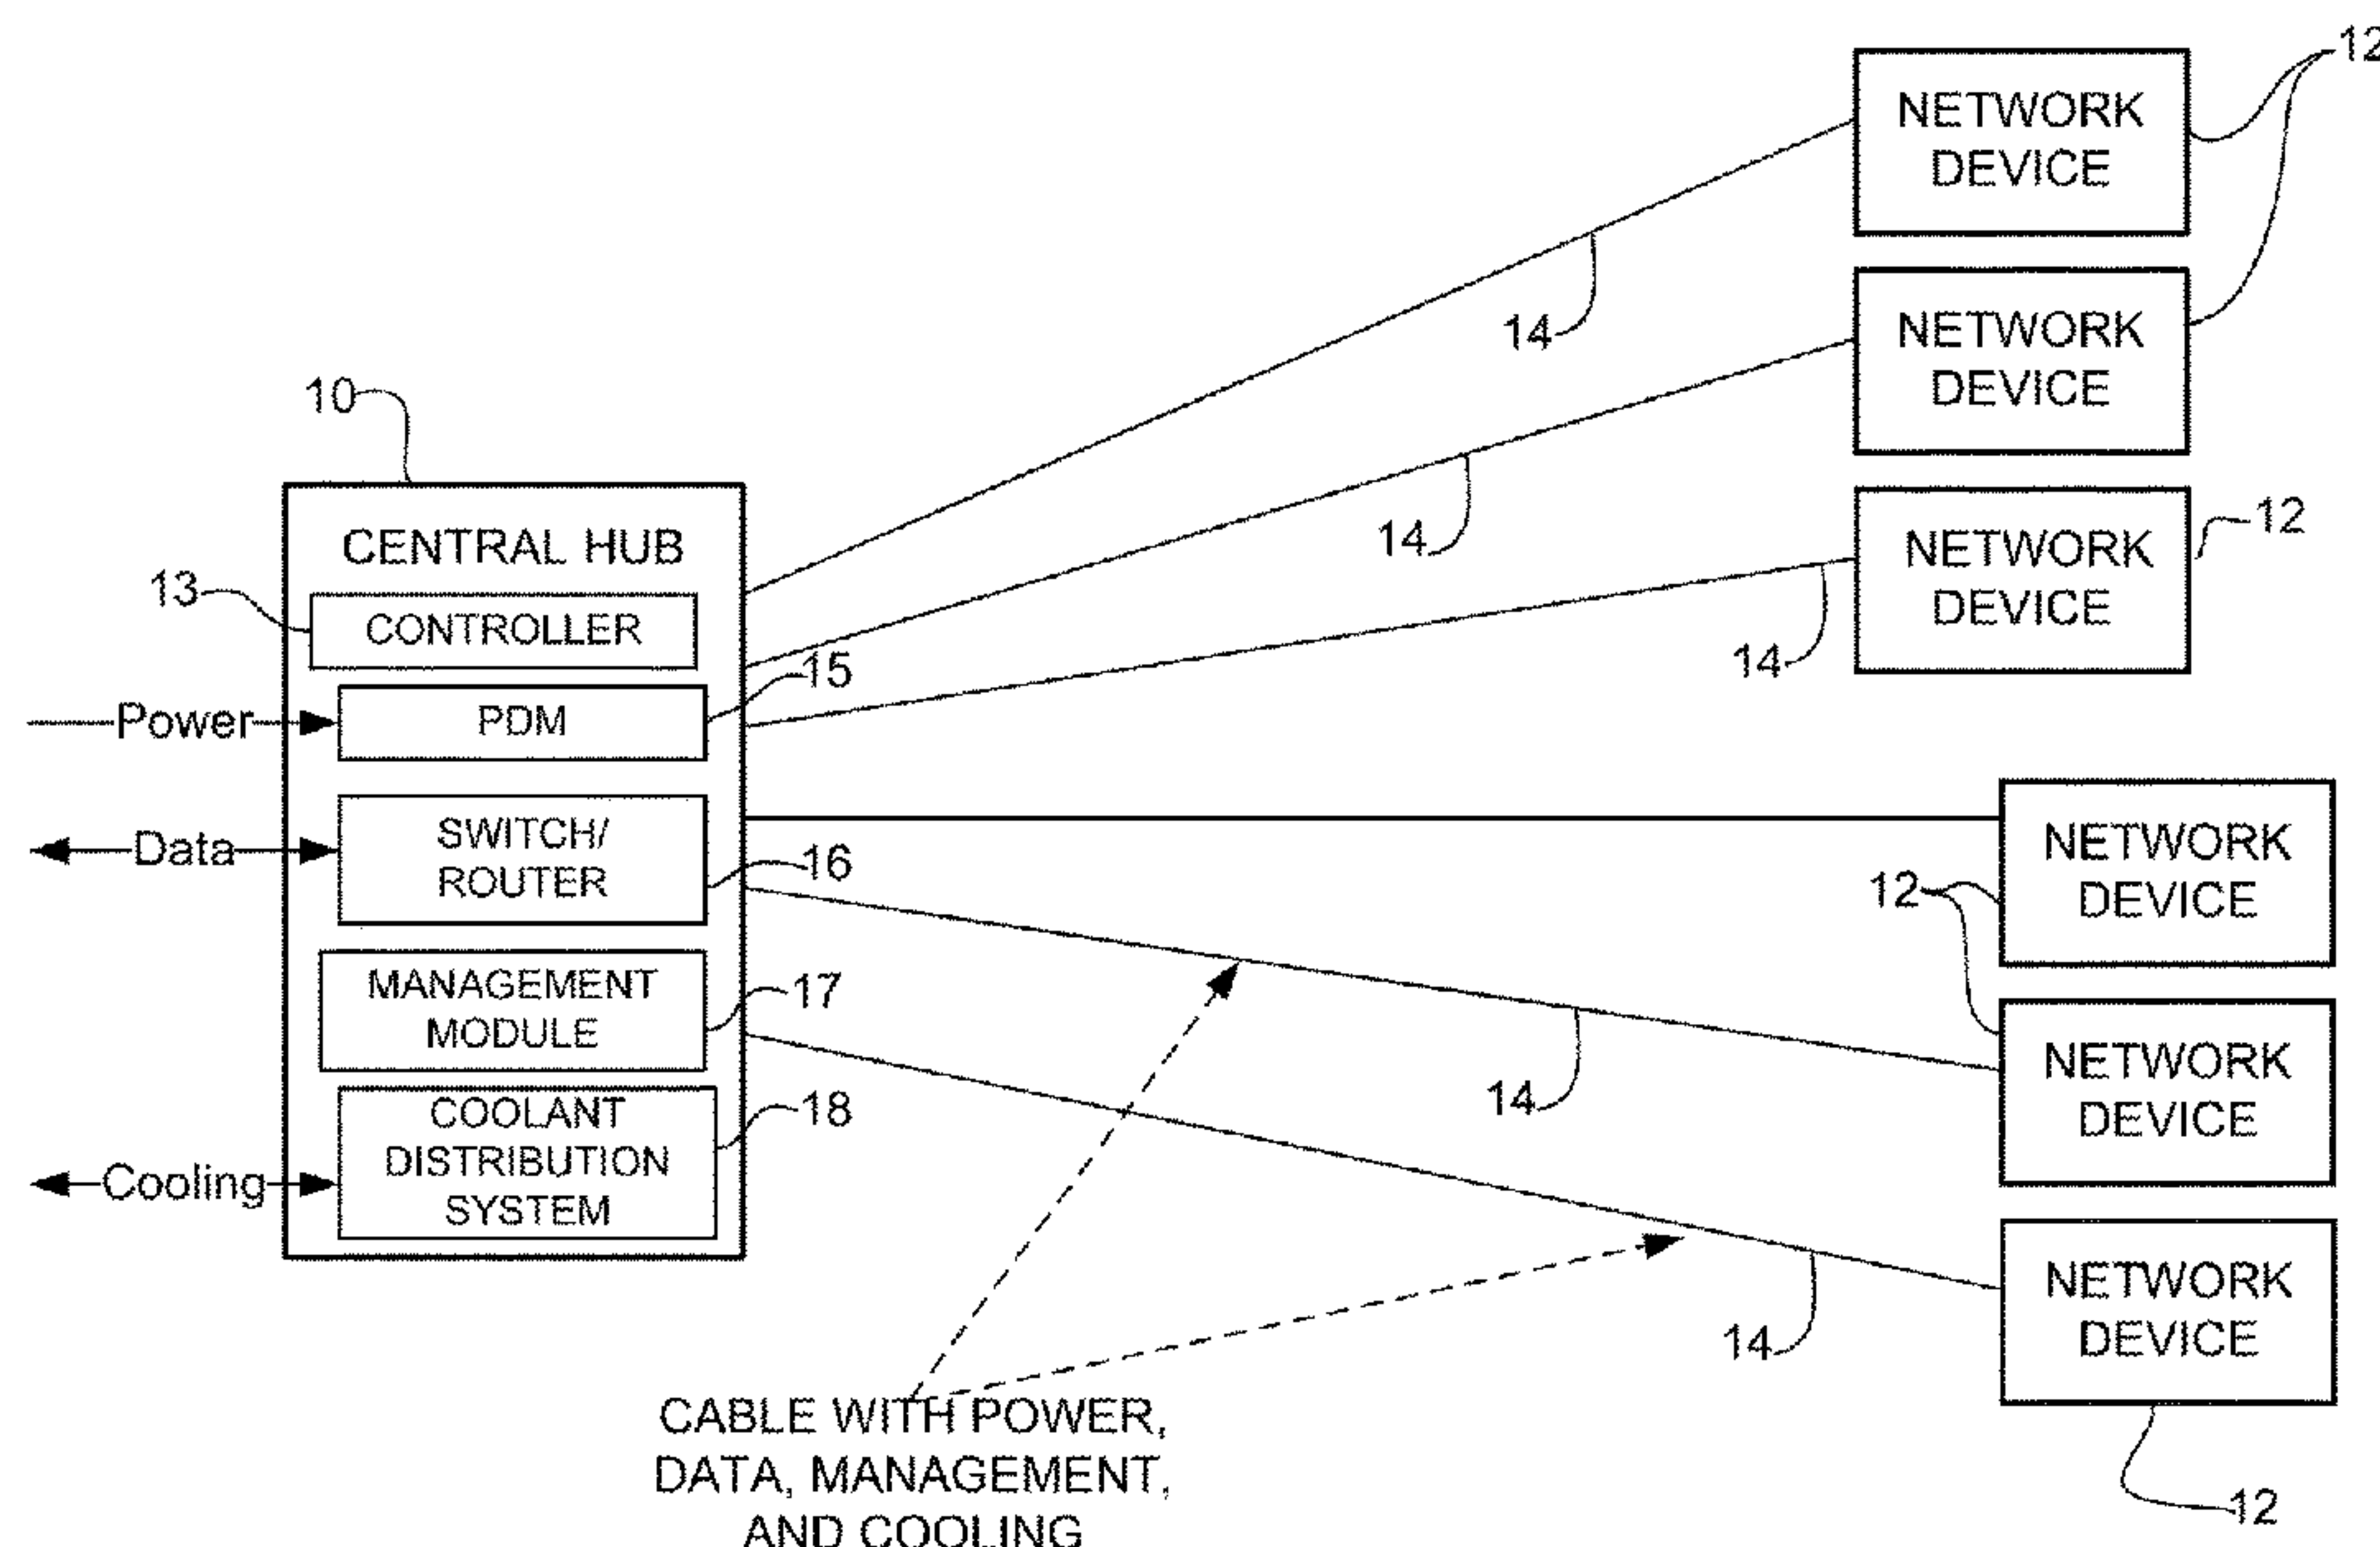 12
NETWORK
DEVICE
14
NETWORK
DEVICE
10
14
NETWORK
DEVICE
12
CENTRAL HUB
13
CONTROLLER
14
15
Power
PDM
Data
SWITCH/
ROUTER
16
NETWORK
DEVICE
12
MANAGEMENT
MODULE
17
14
NETWORK
DEVICE
COOLANT
DISTRIBUTION
SYSTEM
18
Cooling
NETWORK
DEVICE
14
CABLE WITH POWER,
DATA, MANAGEMENT,
AND COOLING
12